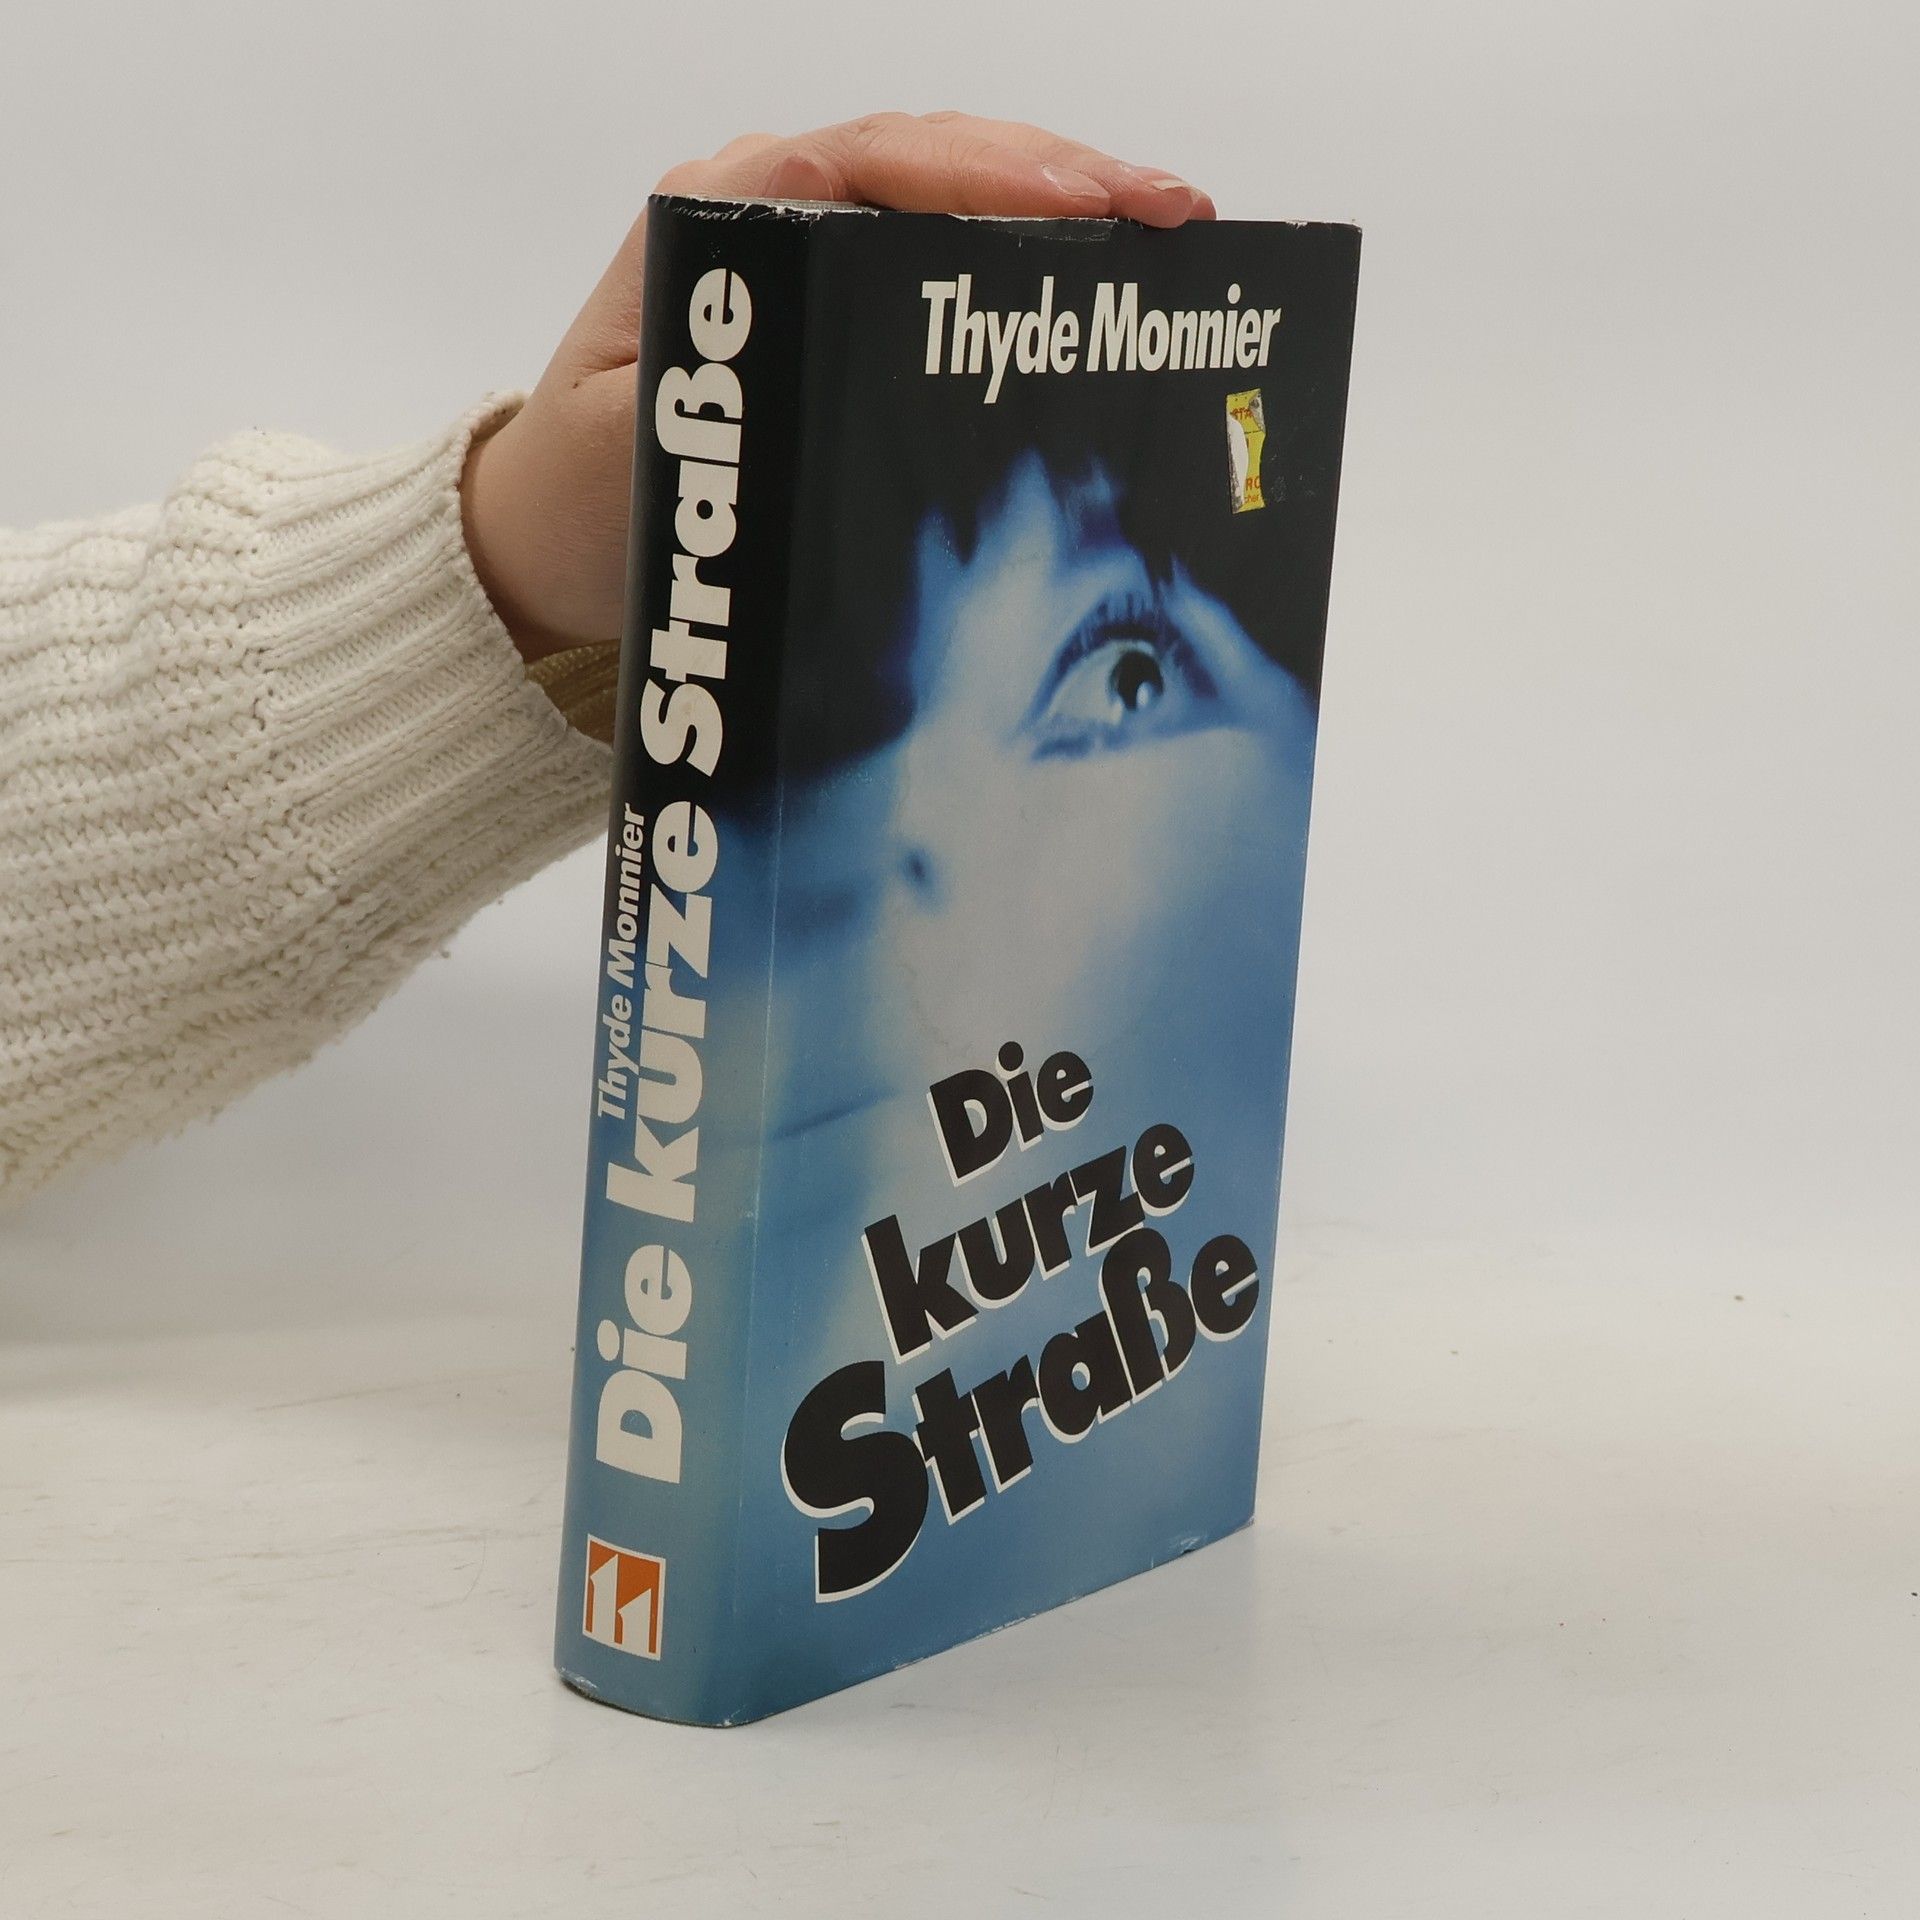 Thyde Monnier
Die
kurze
Straße
Thyde Monnier
Die kurze Straße